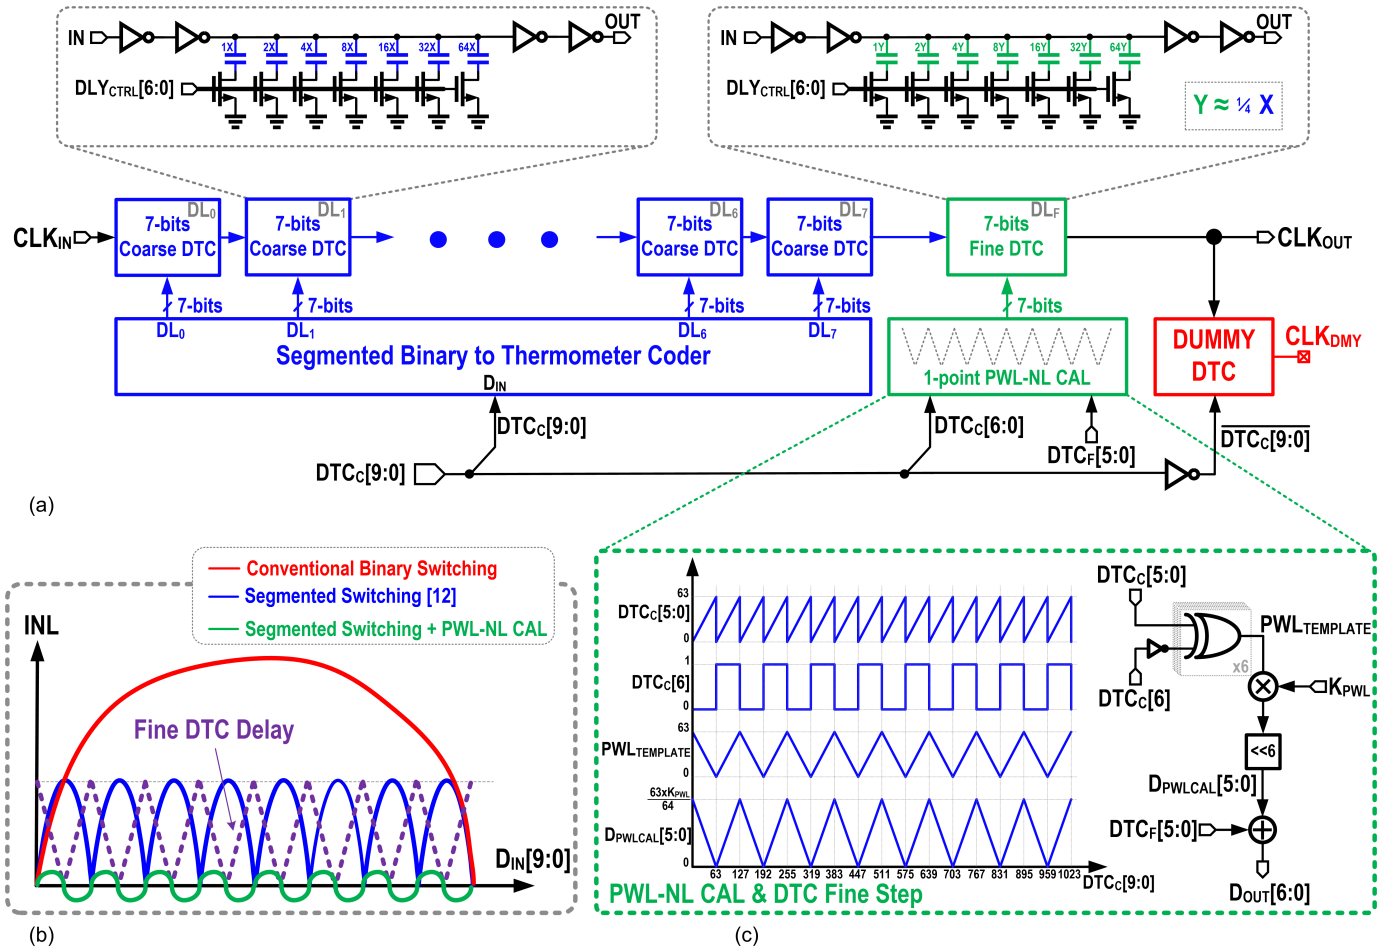 IN
1X 2X 4X 8X 16X 32X 64X
OUT
DLYCTRL[6:0]
IN
1Y 2Y 4Y 8Y 16Y 32Y 64Y
OUT
DLYCTRL[6:0]
Y ≈ ¼ X
CLKIN
DL0
7-bits
Coarse DTC
DL1
7-bits
Coarse DTC
DL6
7-bits
Coarse DTC
DL7
7-bits
Coarse DTC
DLF
7-bits
Fine DTC
CLKOUT
7-bits
7-bits
7-bits
7-bits
7-bits
DL0
DL1
DL6
DL7
Segmented Binary to Thermometer Coder
DIN
1-point PWL-NL CAL
DUMMY
DTC
CLKDMY
DTCC[9:0]
DTCC[6:0]
DTCF[5:0]
DTCC[9:0]
DTCC[9:0]
(a)
Conventional Binary Switching
Segmented Switching [12]
Segmented Switching + PWL-NL CAL
INL
Fine DTC Delay
DIN[9:0]
(b)
63
DTCC[5:0]
0
1
DTCC[6]
0
63
PWLTEMPLATE
0
63xKPWL
64
DPWLCAL[5:0]
0
63 127 192 255 319 383 447 511 575 639 703 767 831 895 959 1023
DTCC[9:0]
PWL-NL CAL & DTC Fine Step
DTCC[5:0]
PWLTEMPLATE
x6
DTCC[6]
KPWL
<<6
DPWLCAL[5:0]
DTCF[5:0]
DOUT[6:0]
(c)